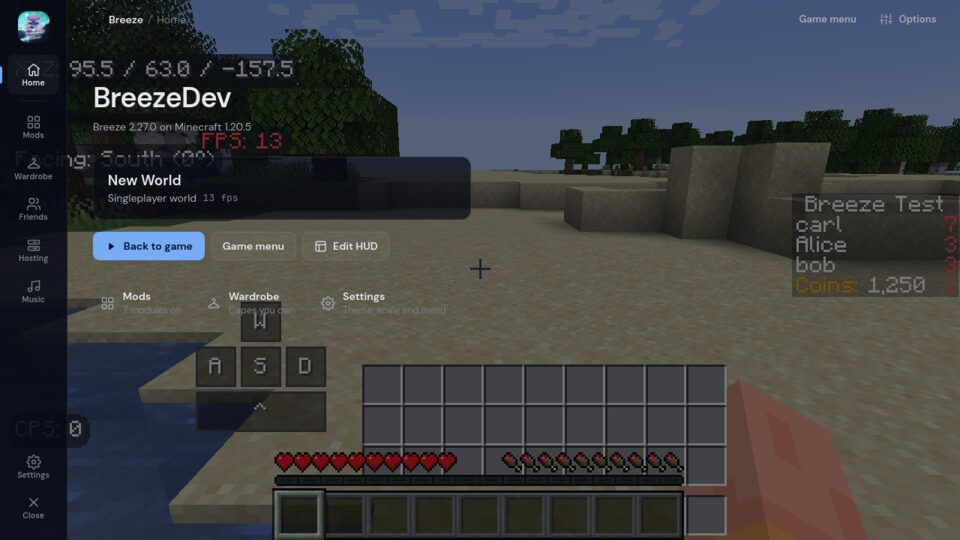 Breeze / Home
Game menu
Options
95.5 / 63.0 / -157.5
Home
BreezeDev
Breeze 2.27.0 on Minecraft 1.20.5
FPS: 13
Mods
Facing: South (0°)
Wardrobe
New World
Singleplayer world 13 fps
Friends
Breeze Test
carl 7
Alice 3
bob
Coins: 1,250
Hosting
Back to game
Game menu
Edit HUD
Music
Mods
7 modules on
Wardrobe
Capes you own
Settings
Theme, scale and menu
W
A S D
^
CPS: 0
Settings
Close